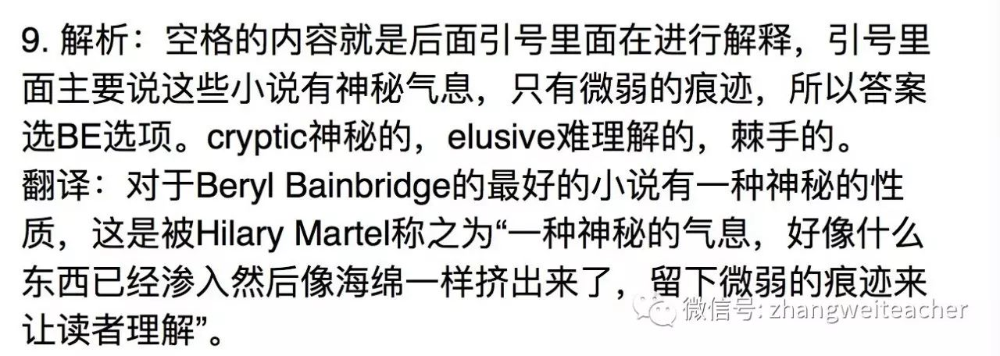 9. 解析：空格的内容就是后面引号里面在进行解释，引号里
面主要说这些小说有神秘气息，只有微弱的痕迹，所以答案
选BE选项。cryptic神秘的，elusive难理解的，棘手的。
翻译：对于Beryl Bainbridge的最好的小说有一种神秘的性
质，这是被Hilary Martel称之为“一种神秘的气息，好像什么
东西已经渗入然后像海绵一样挤出来了，留下微弱的痕迹来
让读者理解”。
微信号: zhangweiteacher